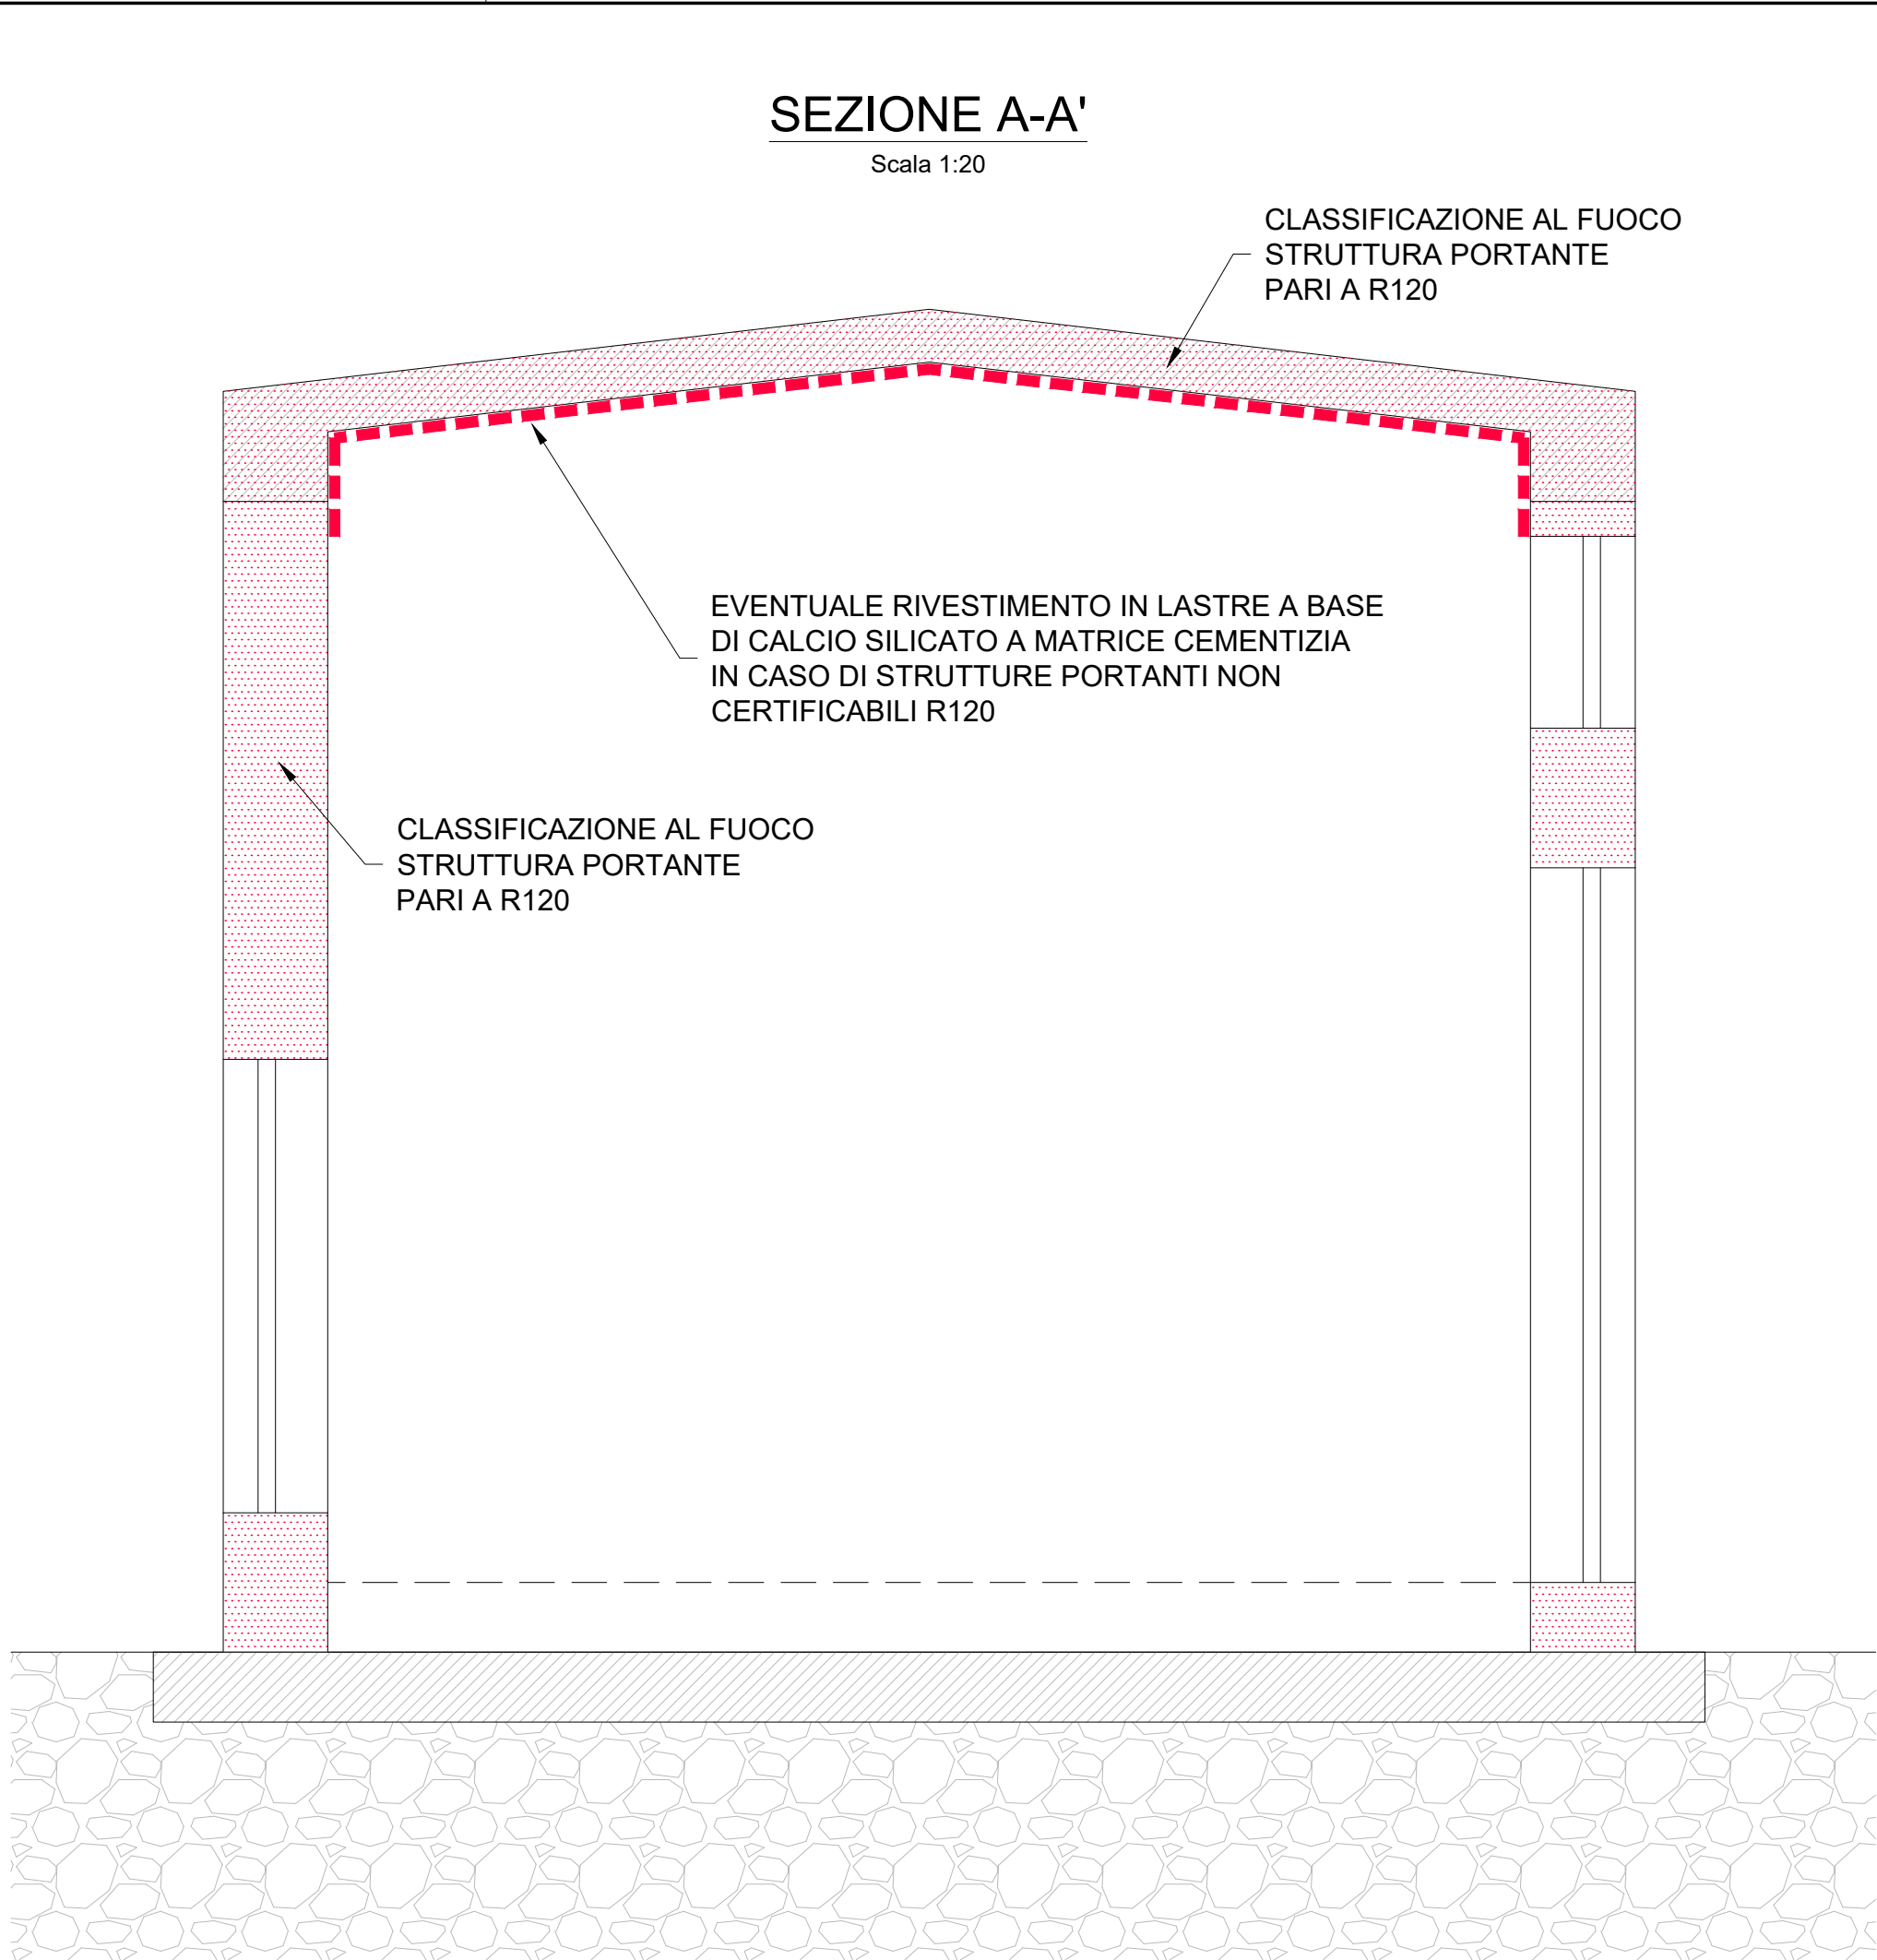 SEZIONE A-A'
Scala 1:20
CLASSIFICAZIONE AL FUOCO
STRUTTURA PORTANTE
PARI A R120
EVENTUALE RIVESTIMENTO IN LASTRE A BASE
DI CALCIO SILICATO A MATRICE CEMENTIZIA
IN CASO DI STRUTTURE PORTANTI NON
CERTIFICABILI R120
CLASSIFICAZIONE AL FUOCO
STRUTTURA PORTANTE
PARI A R120